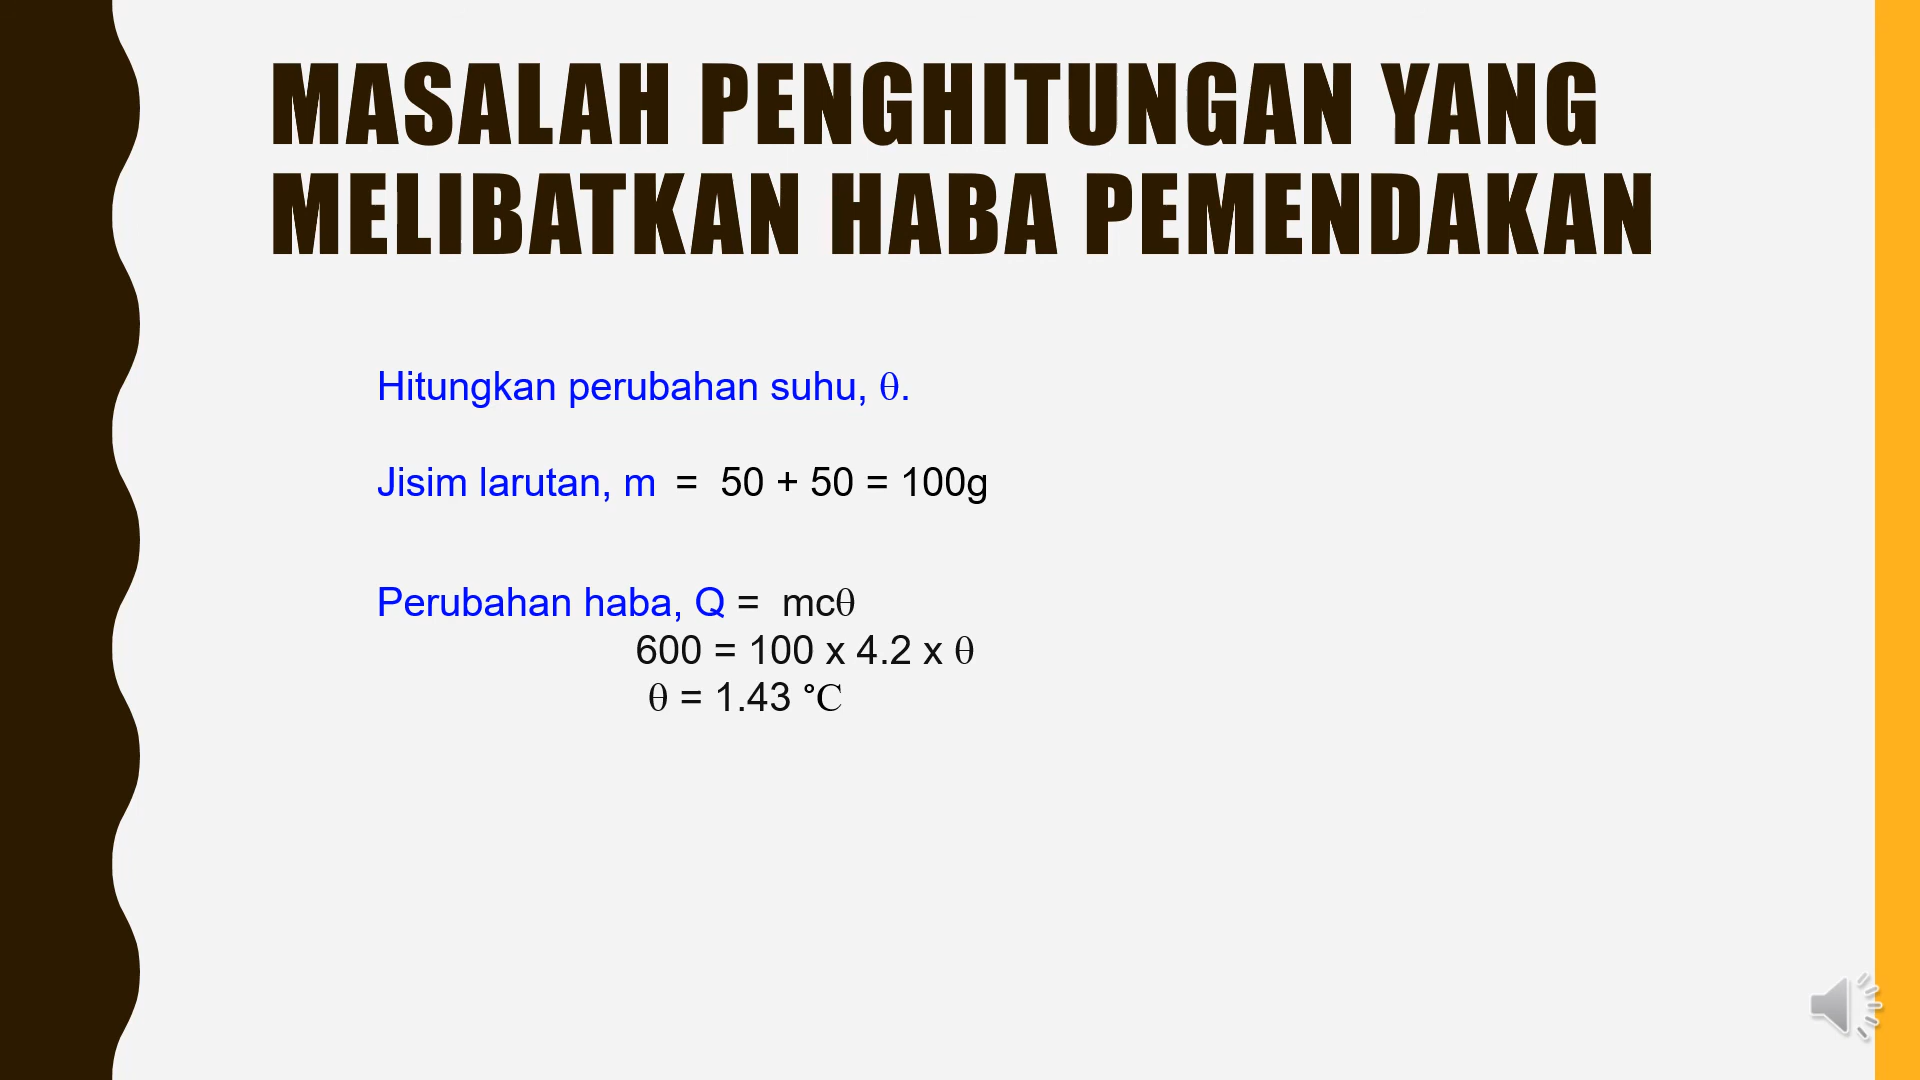 MASALAH PENGHITUNGAN YANG
MELIBATKAN HABA PEMENDAKAN
Hitungkan perubahan suhu, θ.
Jisim larutan, m = 50 + 50 = 100g
Perubahan haba, Q = mcθ
600 = 100 x 4.2 x θ
θ = 1.43 °C